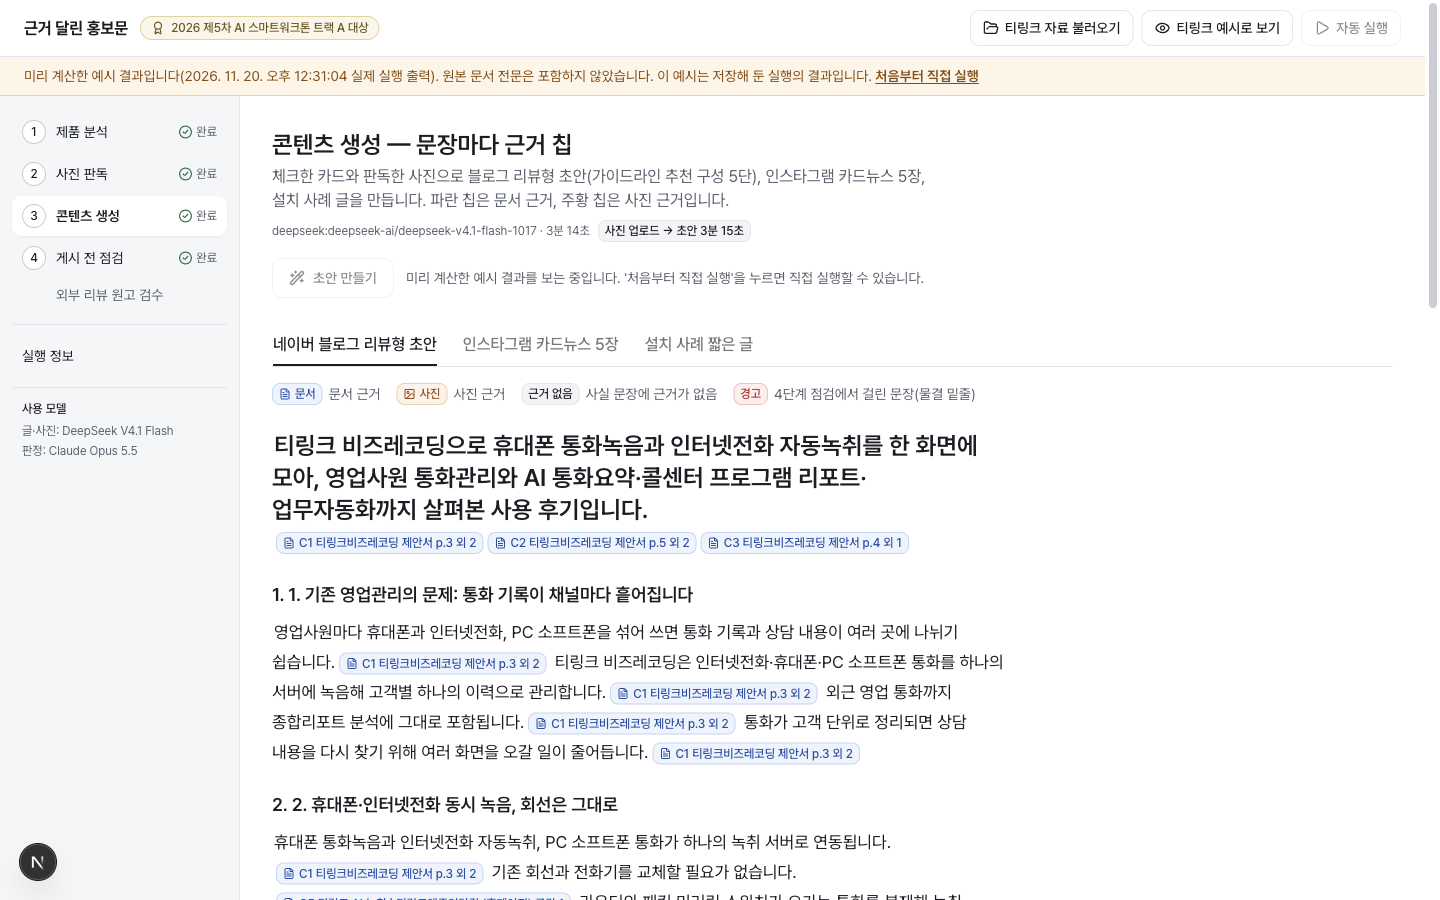 근거 달린 홍보문
2026 제5차 AI 스마트워크톤 트랙 A 대상
티링크 자료 불러오기
티링크 예시로 보기
자동 실행
미리 계산한 예시 결과입니다(2026. 11. 20. 오후 12:31:04 실제 실행 출력). 원본 문서 전문은 포함하지 않았습니다. 이 예시는 저장해 둔 실행의 결과입니다. 처음부터 직접 실행
1 제품 분석 완료
2 사진 판독 완료
3 콘텐츠 생성 완료
4 게시 전 점검 완료
외부 리뷰 원고 검수
실행 정보
사용 모델
글·사진: DeepSeek V4.1 Flash
판정: Claude Opus 5.5
콘텐츠 생성 — 문장마다 근거 칩
체크한 카드와 판독한 사진으로 블로그 리뷰형 초안(가이드라인 추천 구성 5단), 인스타그램 카드뉴스 5장,
설치 사례 글을 만듭니다. 파란 칩은 문서 근거, 주황 칩은 사진 근거입니다.
deepseek:deepseek-ai/deepseek-v4.1-flash-1017 · 3분 14초 사진 업로드 → 초안 3분 15초
초안 만들기 미리 계산한 예시 결과를 보는 중입니다. '처음부터 직접 실행'을 누르면 직접 실행할 수 있습니다.
네이버 블로그 리뷰형 초안 인스타그램 카드뉴스 5장 설치 사례 짧은 글
문서 문서 근거 사진 사진 근거 근거 없음 사실 문장에 근거가 없음 경고 4단계 점검에서 걸린 문장(물결 밑줄)
티링크 비즈레코딩으로 휴대폰 통화녹음과 인터넷전화 자동녹취를 한 화면에
모아, 영업사원 통화관리와 AI 통화요약·콜센터 프로그램 리포트·
업무자동화까지 살펴본 사용 후기입니다.
C1 티링크비즈레코딩 제안서 p.3 외 2 C2 티링크비즈레코딩 제안서 p.5 외 2 C3 티링크비즈레코딩 제안서 p.4 외 1
1. 1. 기존 영업관리의 문제: 통화 기록이 채널마다 흩어집니다
영업사원마다 휴대폰과 인터넷전화, PC 소프트폰을 섞어 쓰면 통화 기록과 상담 내용이 여러 곳에 나뉘기
쉽습니다. C1 티링크비즈레코딩 제안서 p.3 외 2 티링크 비즈레코딩은 인터넷전화·휴대폰·PC 소프트폰 통화를 하나의
서버에 녹음해 고객별 하나의 이력으로 관리합니다. C1 티링크비즈레코딩 제안서 p.3 외 2 외근 영업 통화까지
종합리포트 분석에 그대로 포함됩니다. C1 티링크비즈레코딩 제안서 p.3 외 2 통화가 고객 단위로 정리되면 상담
내용을 다시 찾기 위해 여러 화면을 오갈 일이 줄어듭니다. C1 티링크비즈레코딩 제안서 p.3 외 2
2. 2. 휴대폰·인터넷전화 동시 녹음, 회선은 그대로
휴대폰 통화녹음과 인터넷전화 자동녹취, PC 소프트폰 통화가 하나의 녹취 서버로 연동됩니다.
C1 티링크비즈레코딩 제안서 p.3 외 2 기존 회선과 전화기를 교체할 필요가 없습니다.